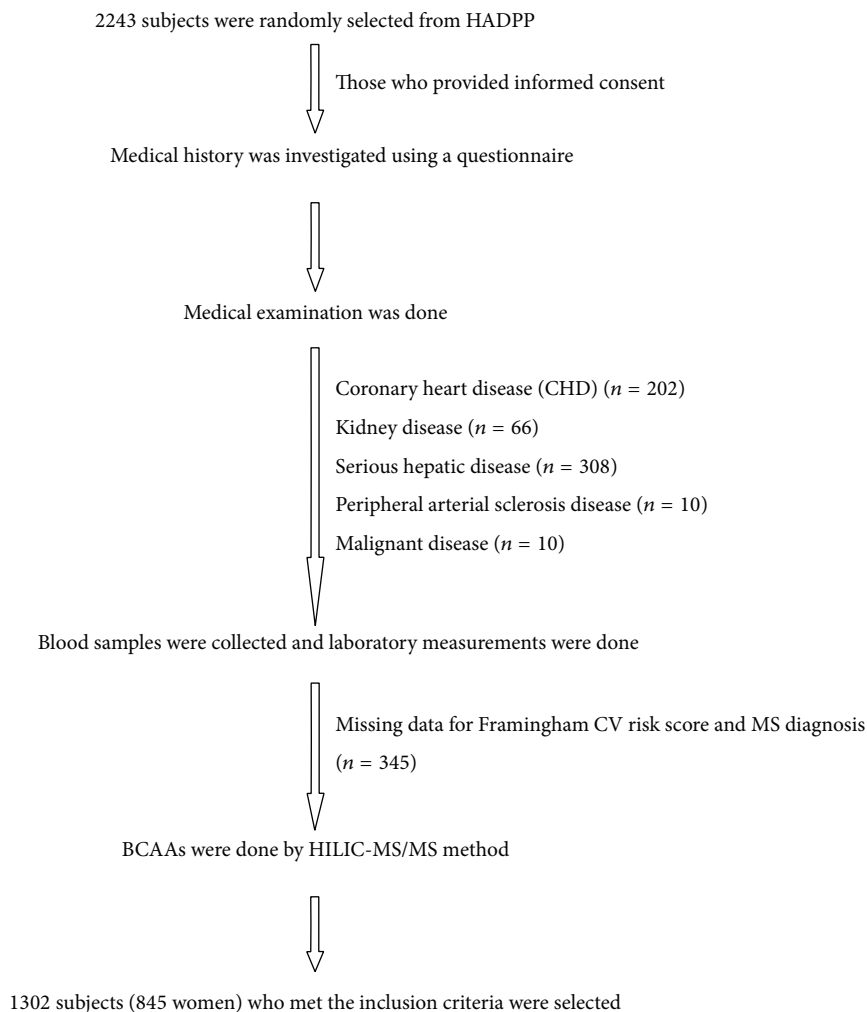 2243 subjects were randomly selected from HADPP
Those who provided informed consent
Medical history was investigated using a questionnaire
Medical examination was done
Coronary heart disease (CHD) (n = 202)
Kidney disease (n = 66)
Serious hepatic disease (n = 308)
Peripheral arterial sclerosis disease (n = 10)
Malignant disease (n = 10)
Blood samples were collected and laboratory measurements were done
Missing data for Framingham CV risk score and MS diagnosis
(n = 345)
BCAAs were done by HILIC-MS/MS method
1302 subjects (845 women) who met the inclusion criteria were selected